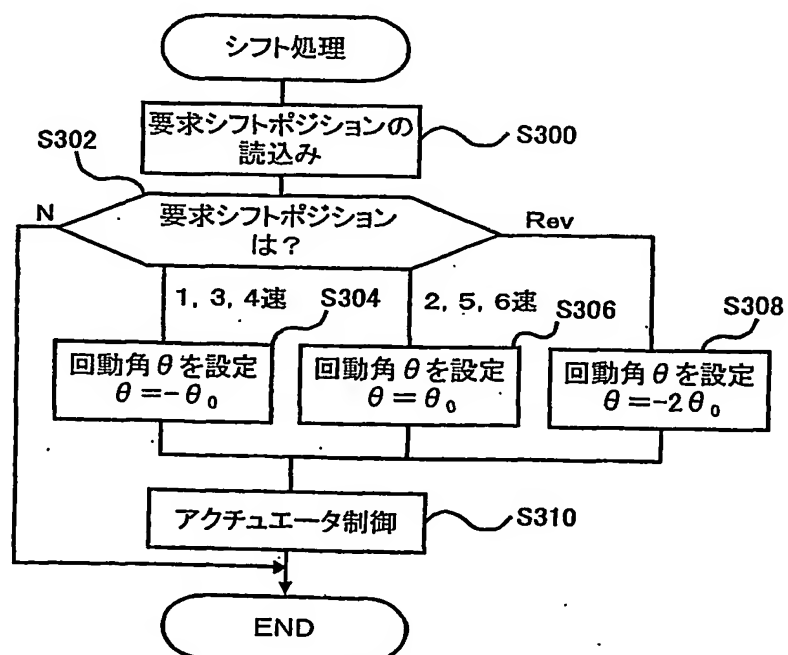 シフト処理
要求シフトポジションの
読込み
S300
S302
要求シフトポジション
は?
N
Rev
1, 3, 4速
S304
2, 5, 6速
S306
S308
回動角θを設定
θ=-θ₀
回動角θを設定
θ=θ₀
回動角θを設定
θ=-2θ₀
アクチュエータ制御
S310
END